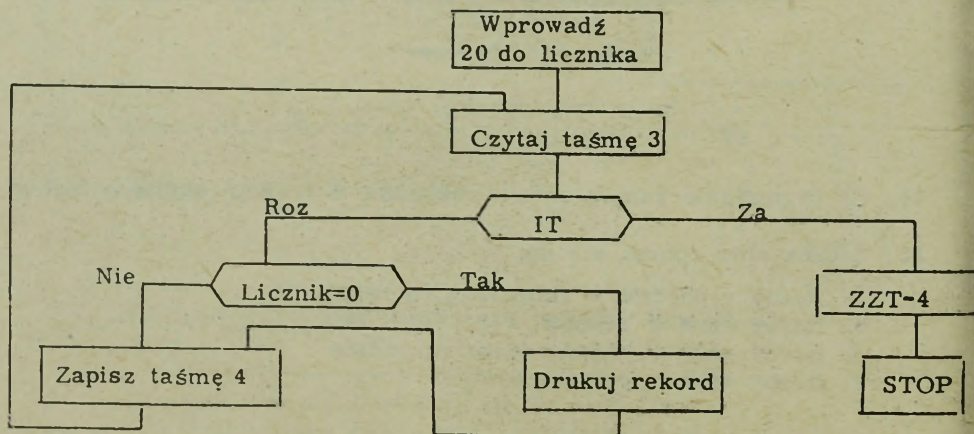 Wprowadź
20 do licznika
Czytaj taśmę 3
Roz
IT
Za
Nie
Licznik=0
Tak
ZZT-4
Zapisz taśmę 4
Drukuj rekord
STOP